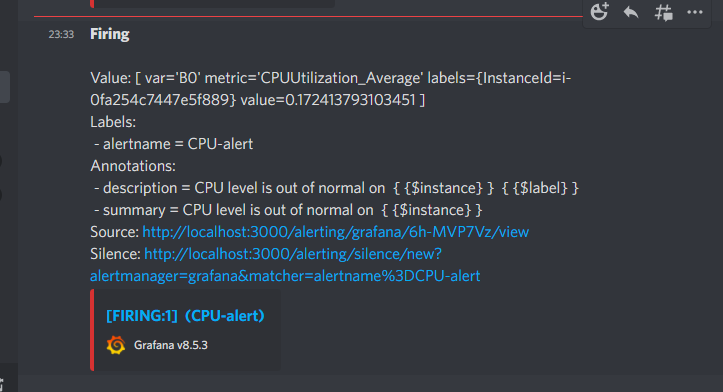 23:33 Firing
Value: [ var='B0' metric='CPUUtilization_Average' labels={InstanceId=i-
0fa254c7447e5f889} value=0.172413793103451 ]
Labels:
- alertname = CPU-alert
Annotations:
- description = CPU level is out of normal on { {$instance} } { {$label} }
- summary = CPU level is out of normal on { {$instance} }
Source: http://localhost:3000/alerting/grafana/6h-MVP7Vz/view
Silence: http://localhost:3000/alerting/silence/new?
alertmanager=grafana&matcher=alertname%3DCPU-alert
[FIRING:1] (CPU-alert)
Grafana v8.5.3